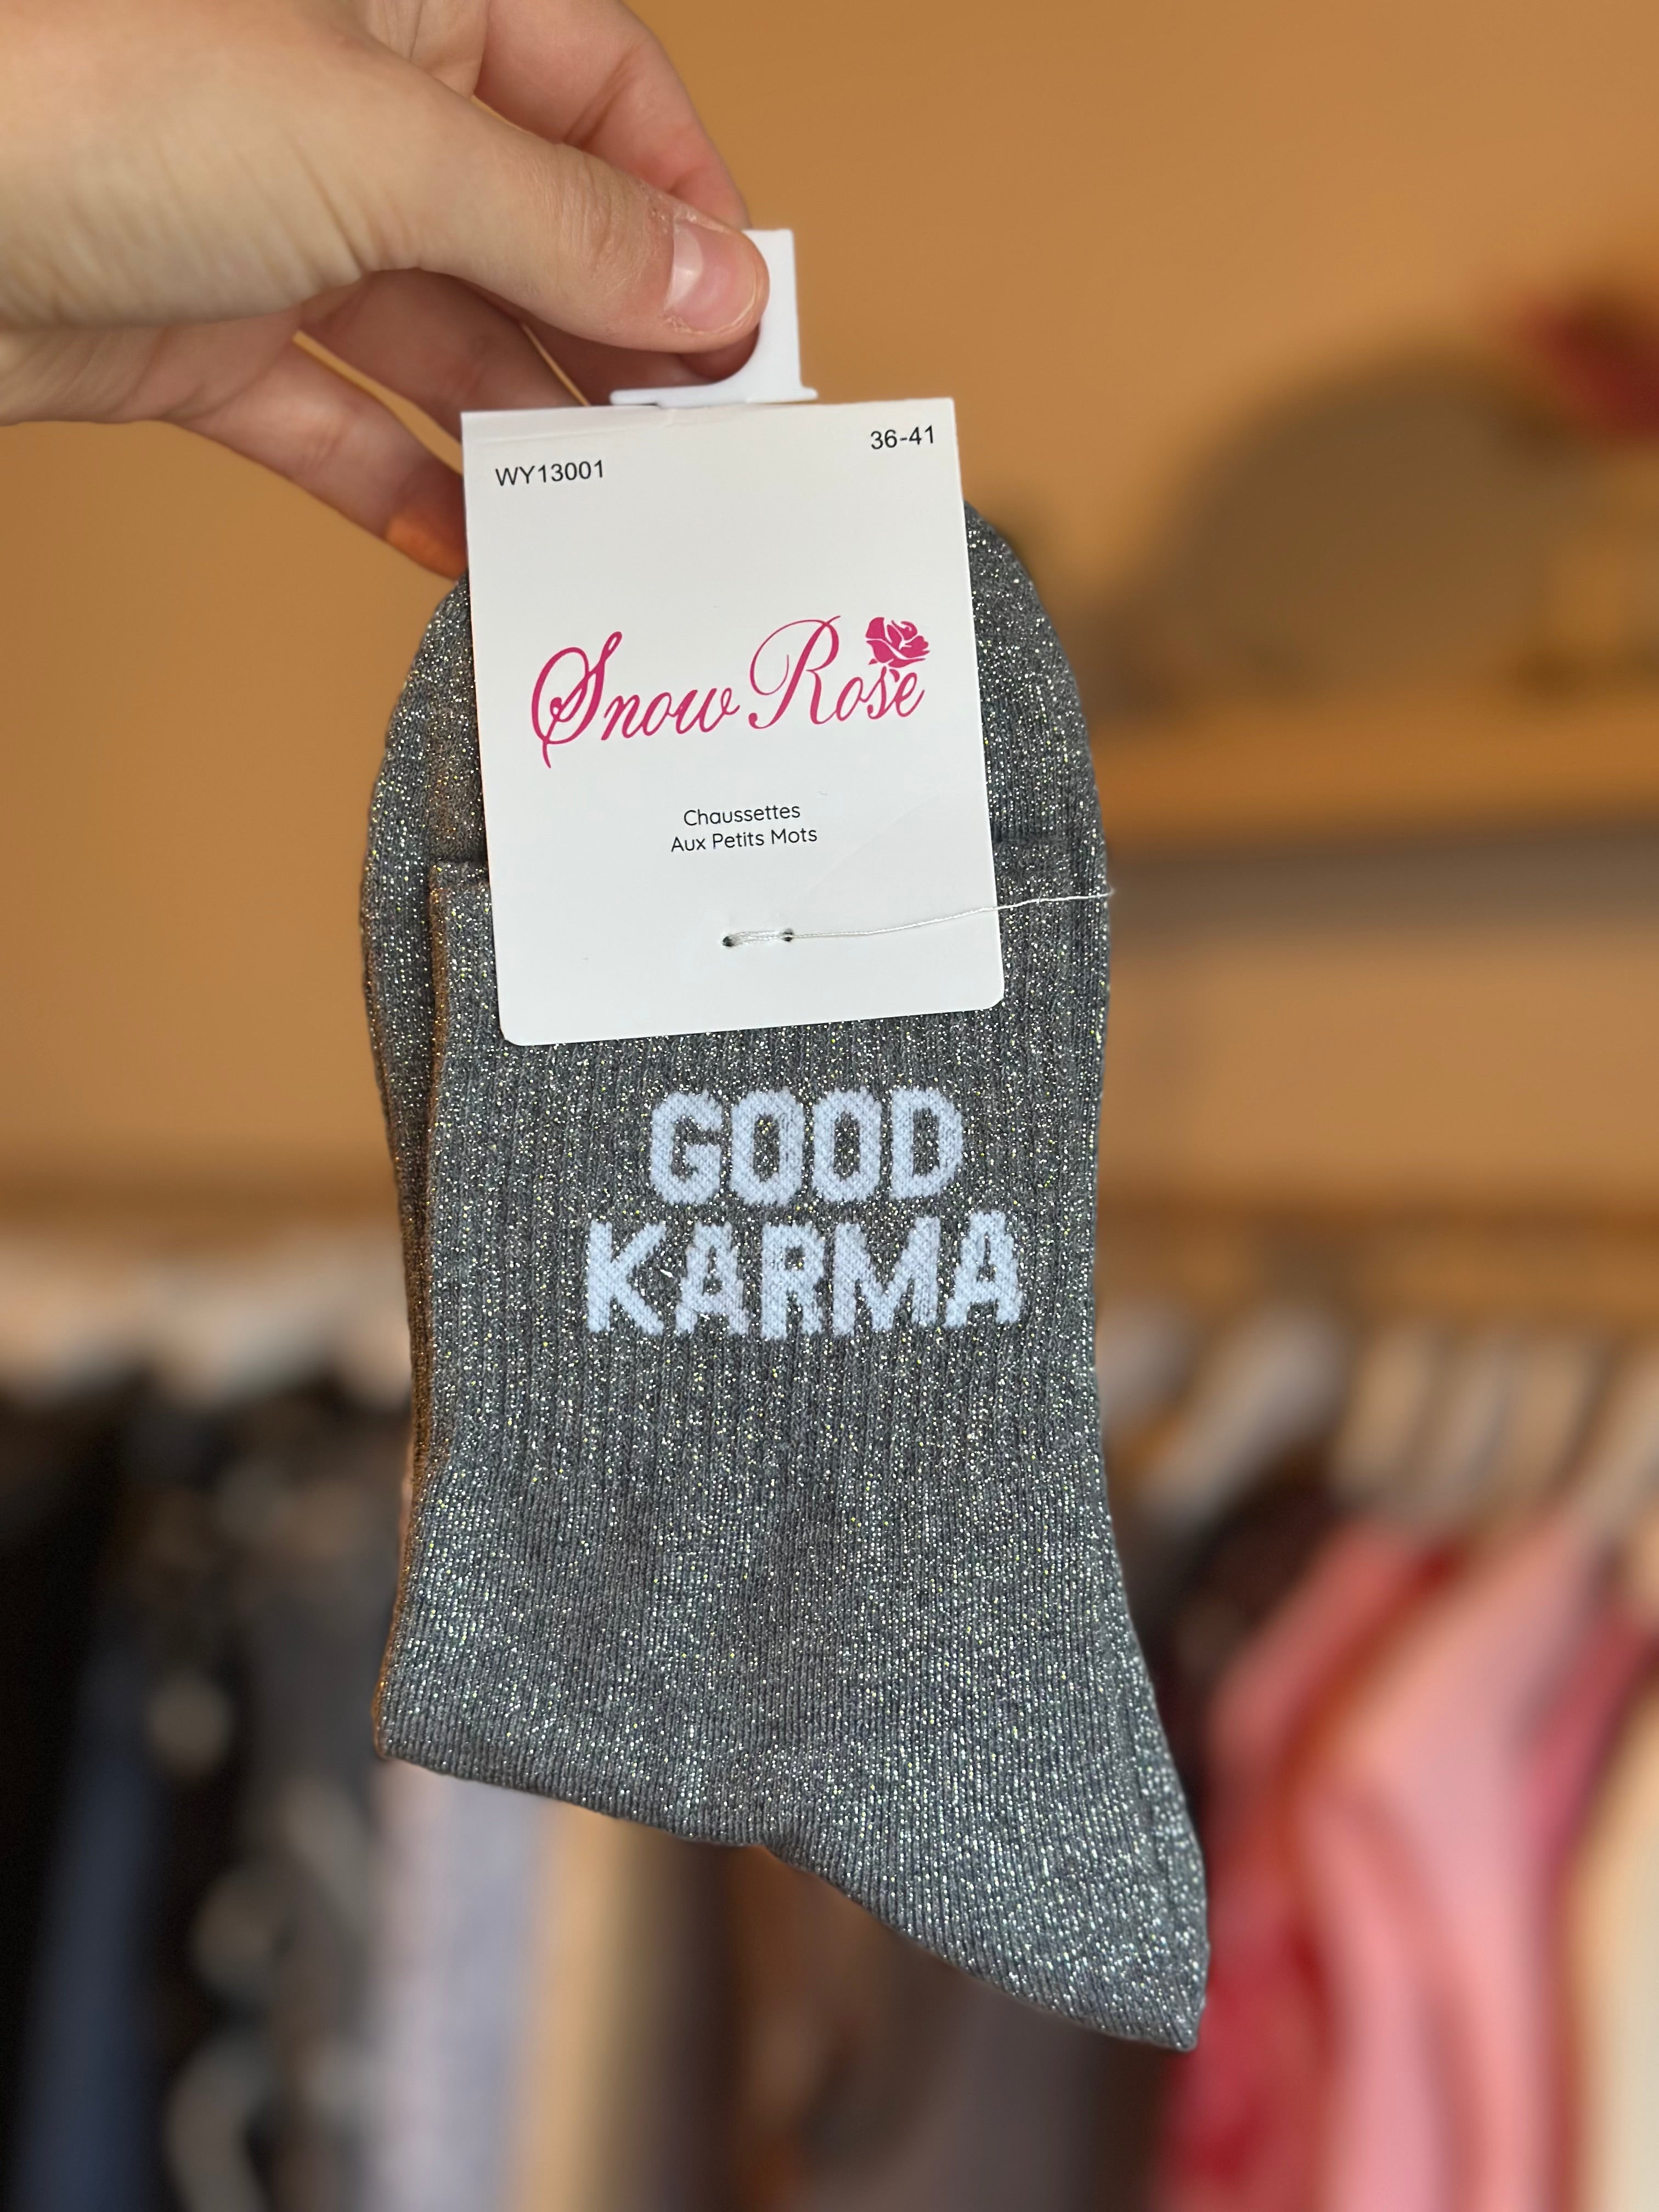 WY13001
36-41
Snow Rose
Chaussettes
Aux Petits Mots
GOOD
KARMA